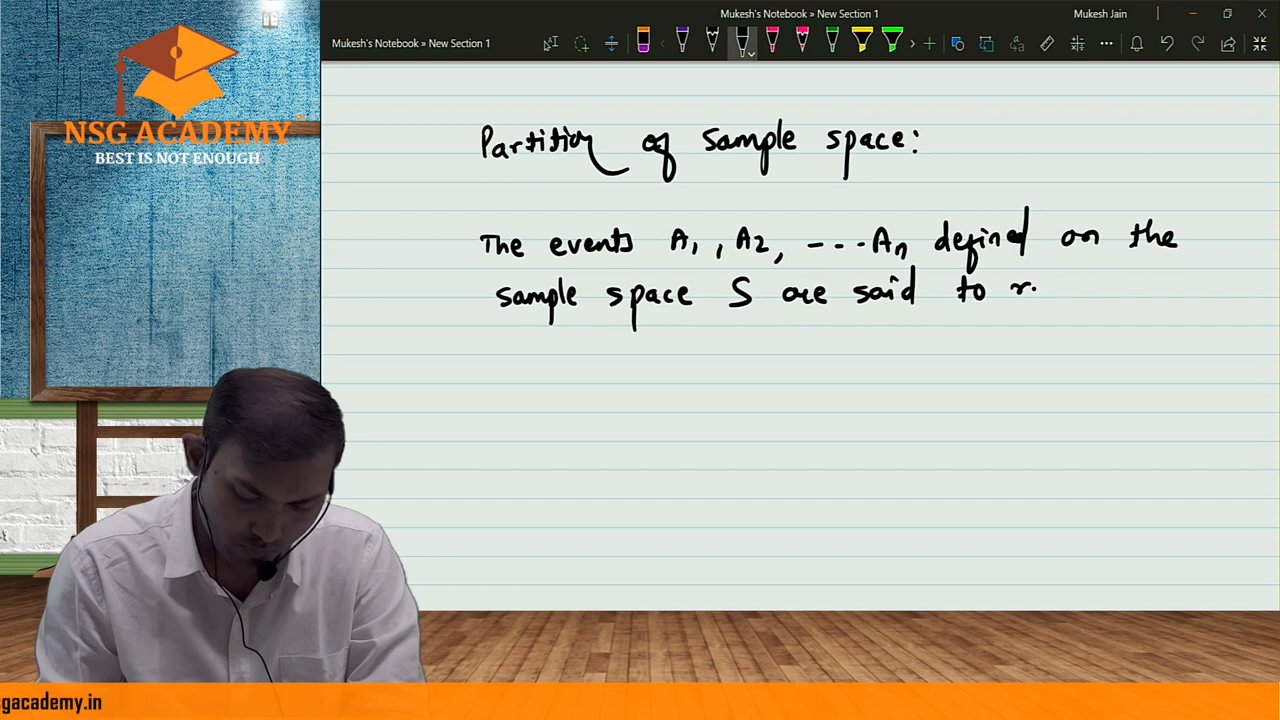 Mukesh's Notebook » New Section 1
Mukesh Jain
Mukesh's Notebook » New Section 1
NSG ACADEMY
BEST IS NOT ENOUGH
Partition of sample space:
The events A1, A2, ---An defined on the
sample space S are said to r.
sgacademy.in